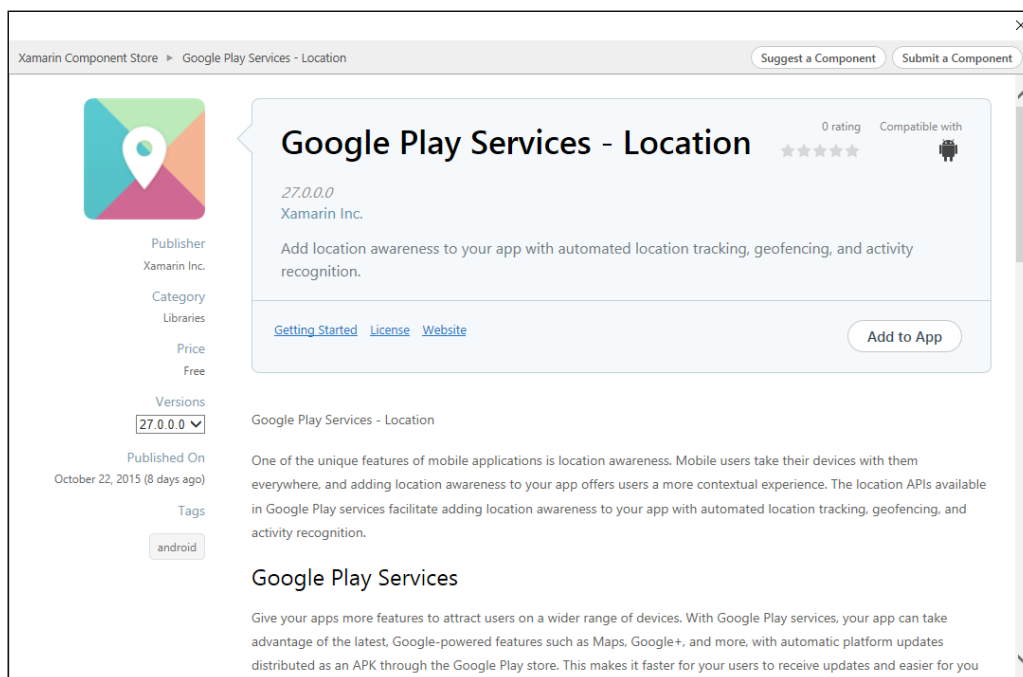 Xamarin Component Store ▶ Google Play Services - Location
Suggest a Component
Submit a Component
Google Play Services - Location
0 rating
Compatible with
27.0.0.0
Xamarin Inc.
Add location awareness to your app with automated location tracking, geofencing, and activity
recognition.
Getting Started License Website
Add to App
Publisher
Xamarin Inc.
Category
Libraries
Price
Free
Versions
27.0.0.0
Published On
October 22, 2015 (8 days ago)
Tags
android
Google Play Services - Location
One of the unique features of mobile applications is location awareness. Mobile users take their devices with them
everywhere, and adding location awareness to your app offers users a more contextual experience. The location APIs available
in Google Play services facilitate adding location awareness to your app with automated location tracking, geofencing, and
activity recognition.
Google Play Services
Give your apps more features to attract users on a wider range of devices. With Google Play services, your app can take
advantage of the latest, Google-powered features such as Maps, Google+, and more, with automatic platform updates
distributed as an APK through the Google Play store. This makes it faster for your users to receive updates and easier for you